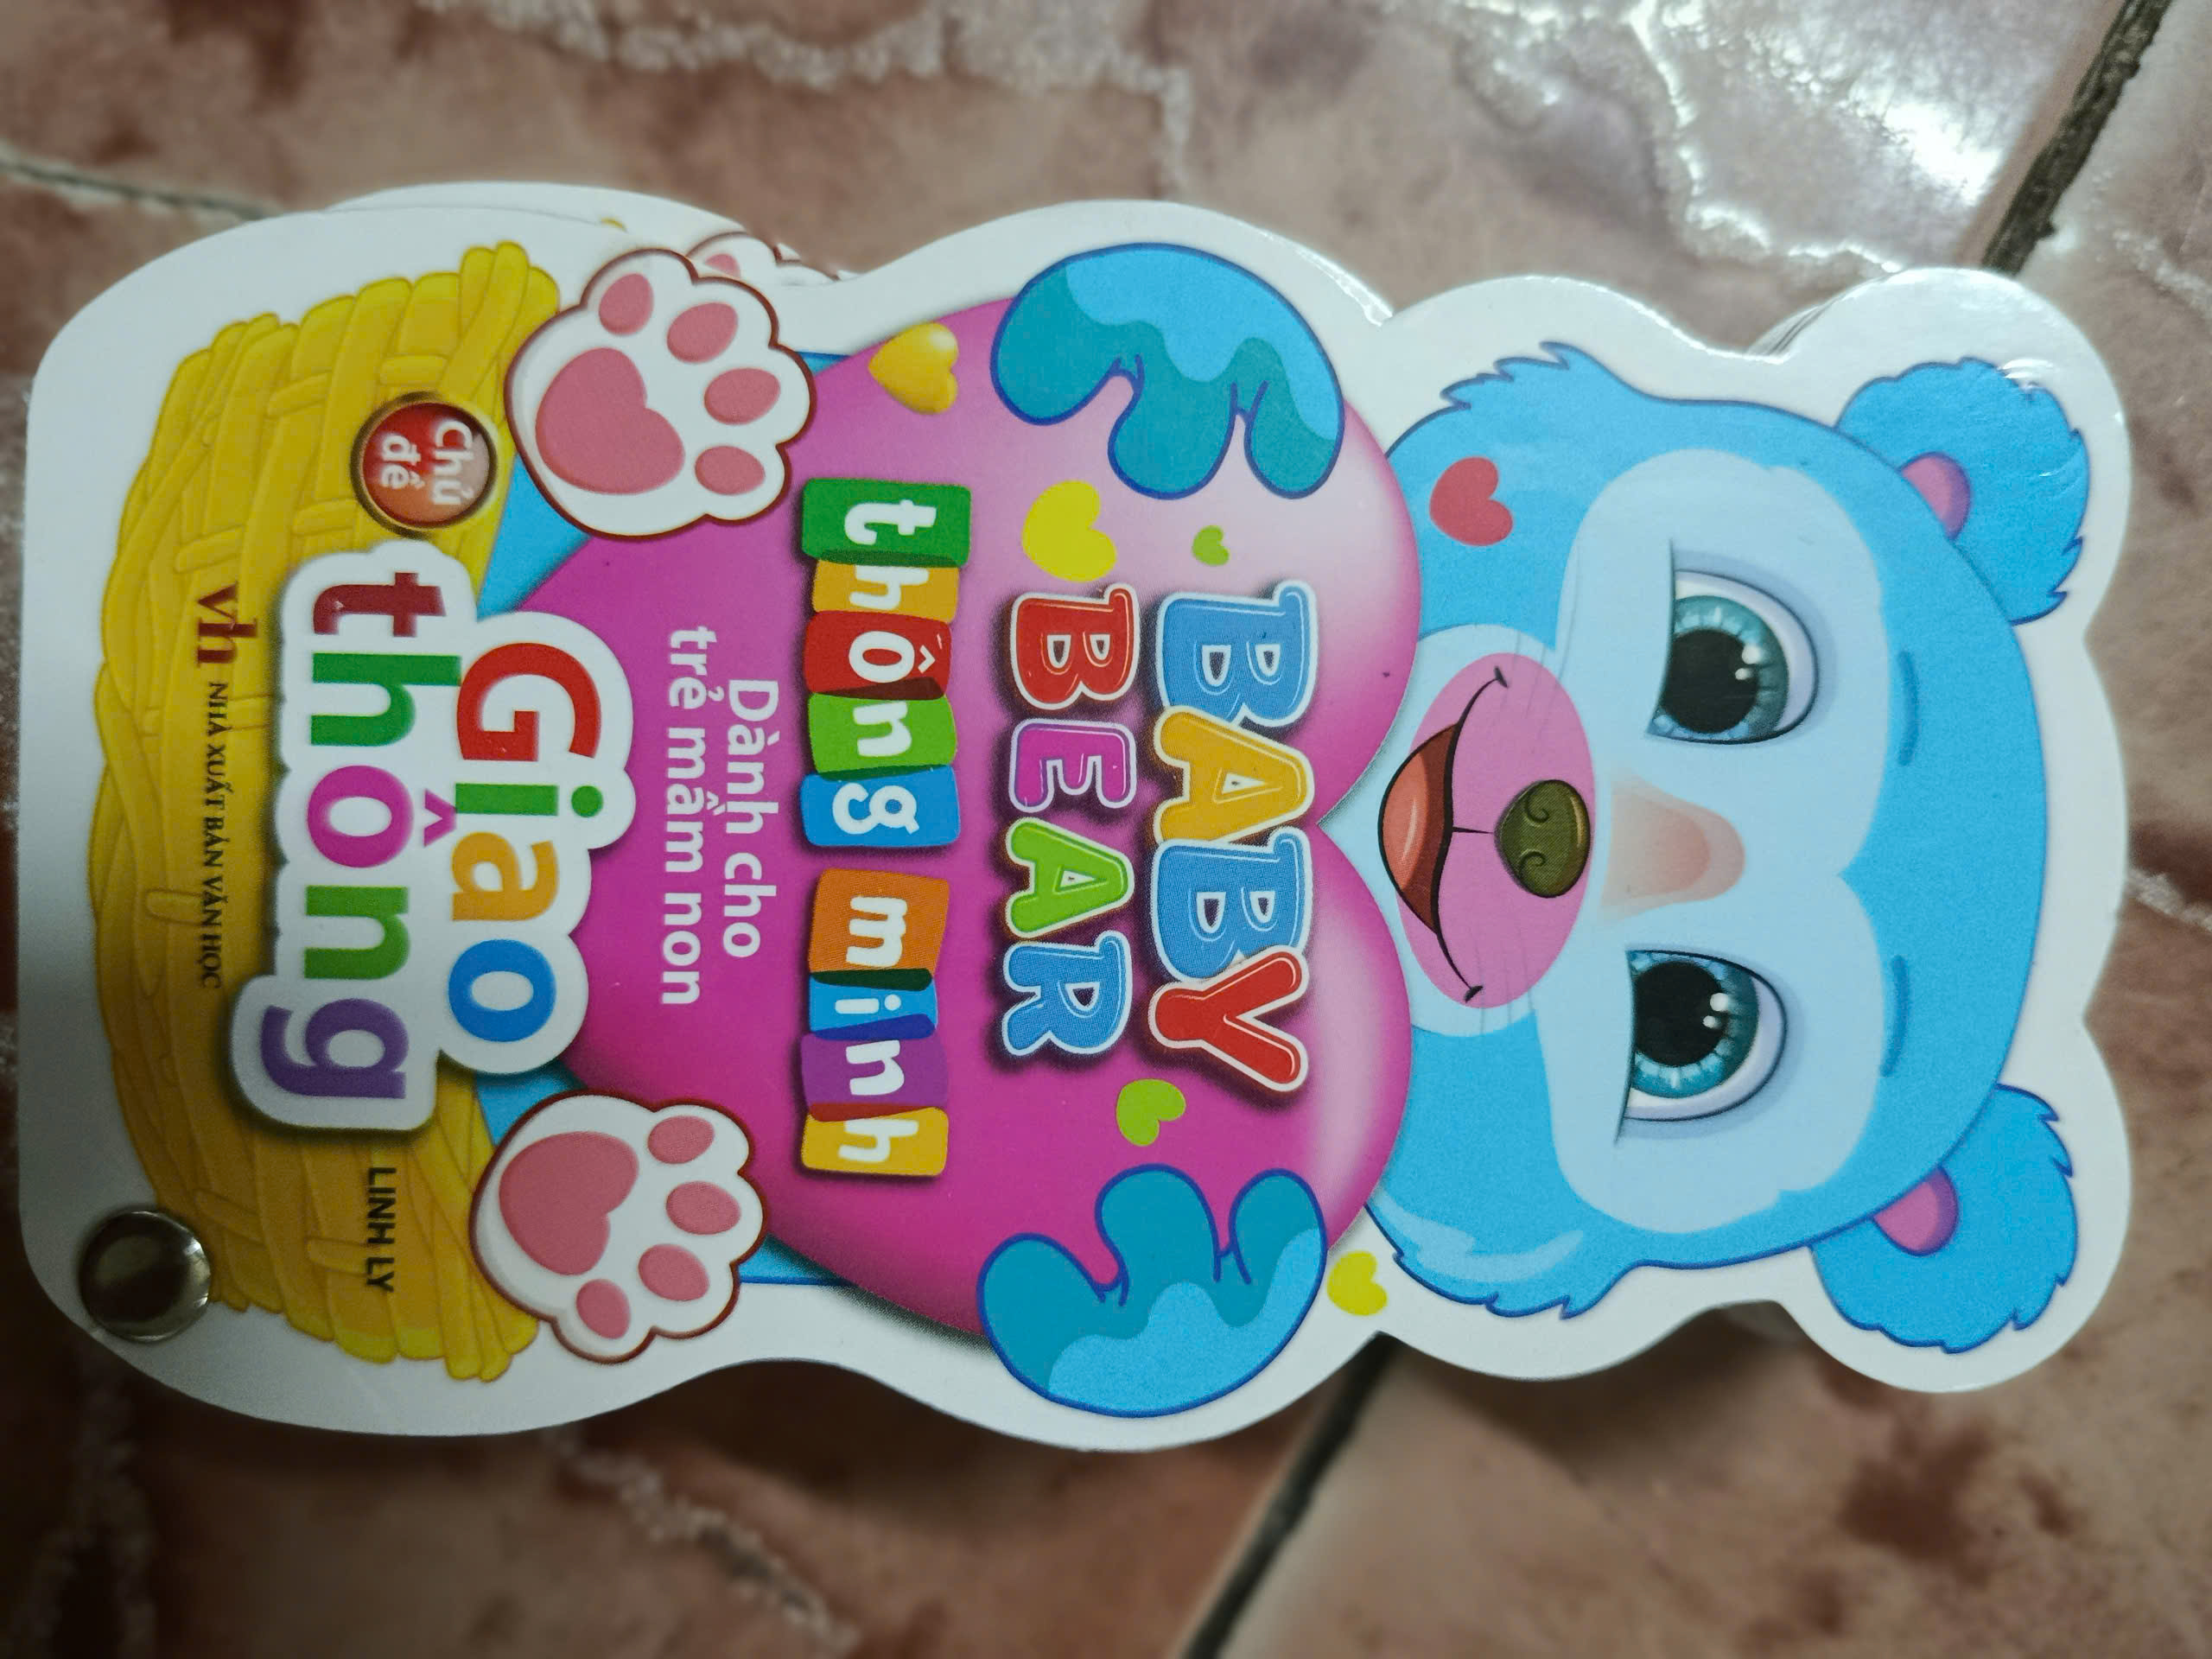 BABY
BEAR
thông minh
Dành cho
trẻ mầm non
Chủ
đề
Giao
thông
LINH LY
vh NHÀ XUẤT BẢN VĂN HỌC